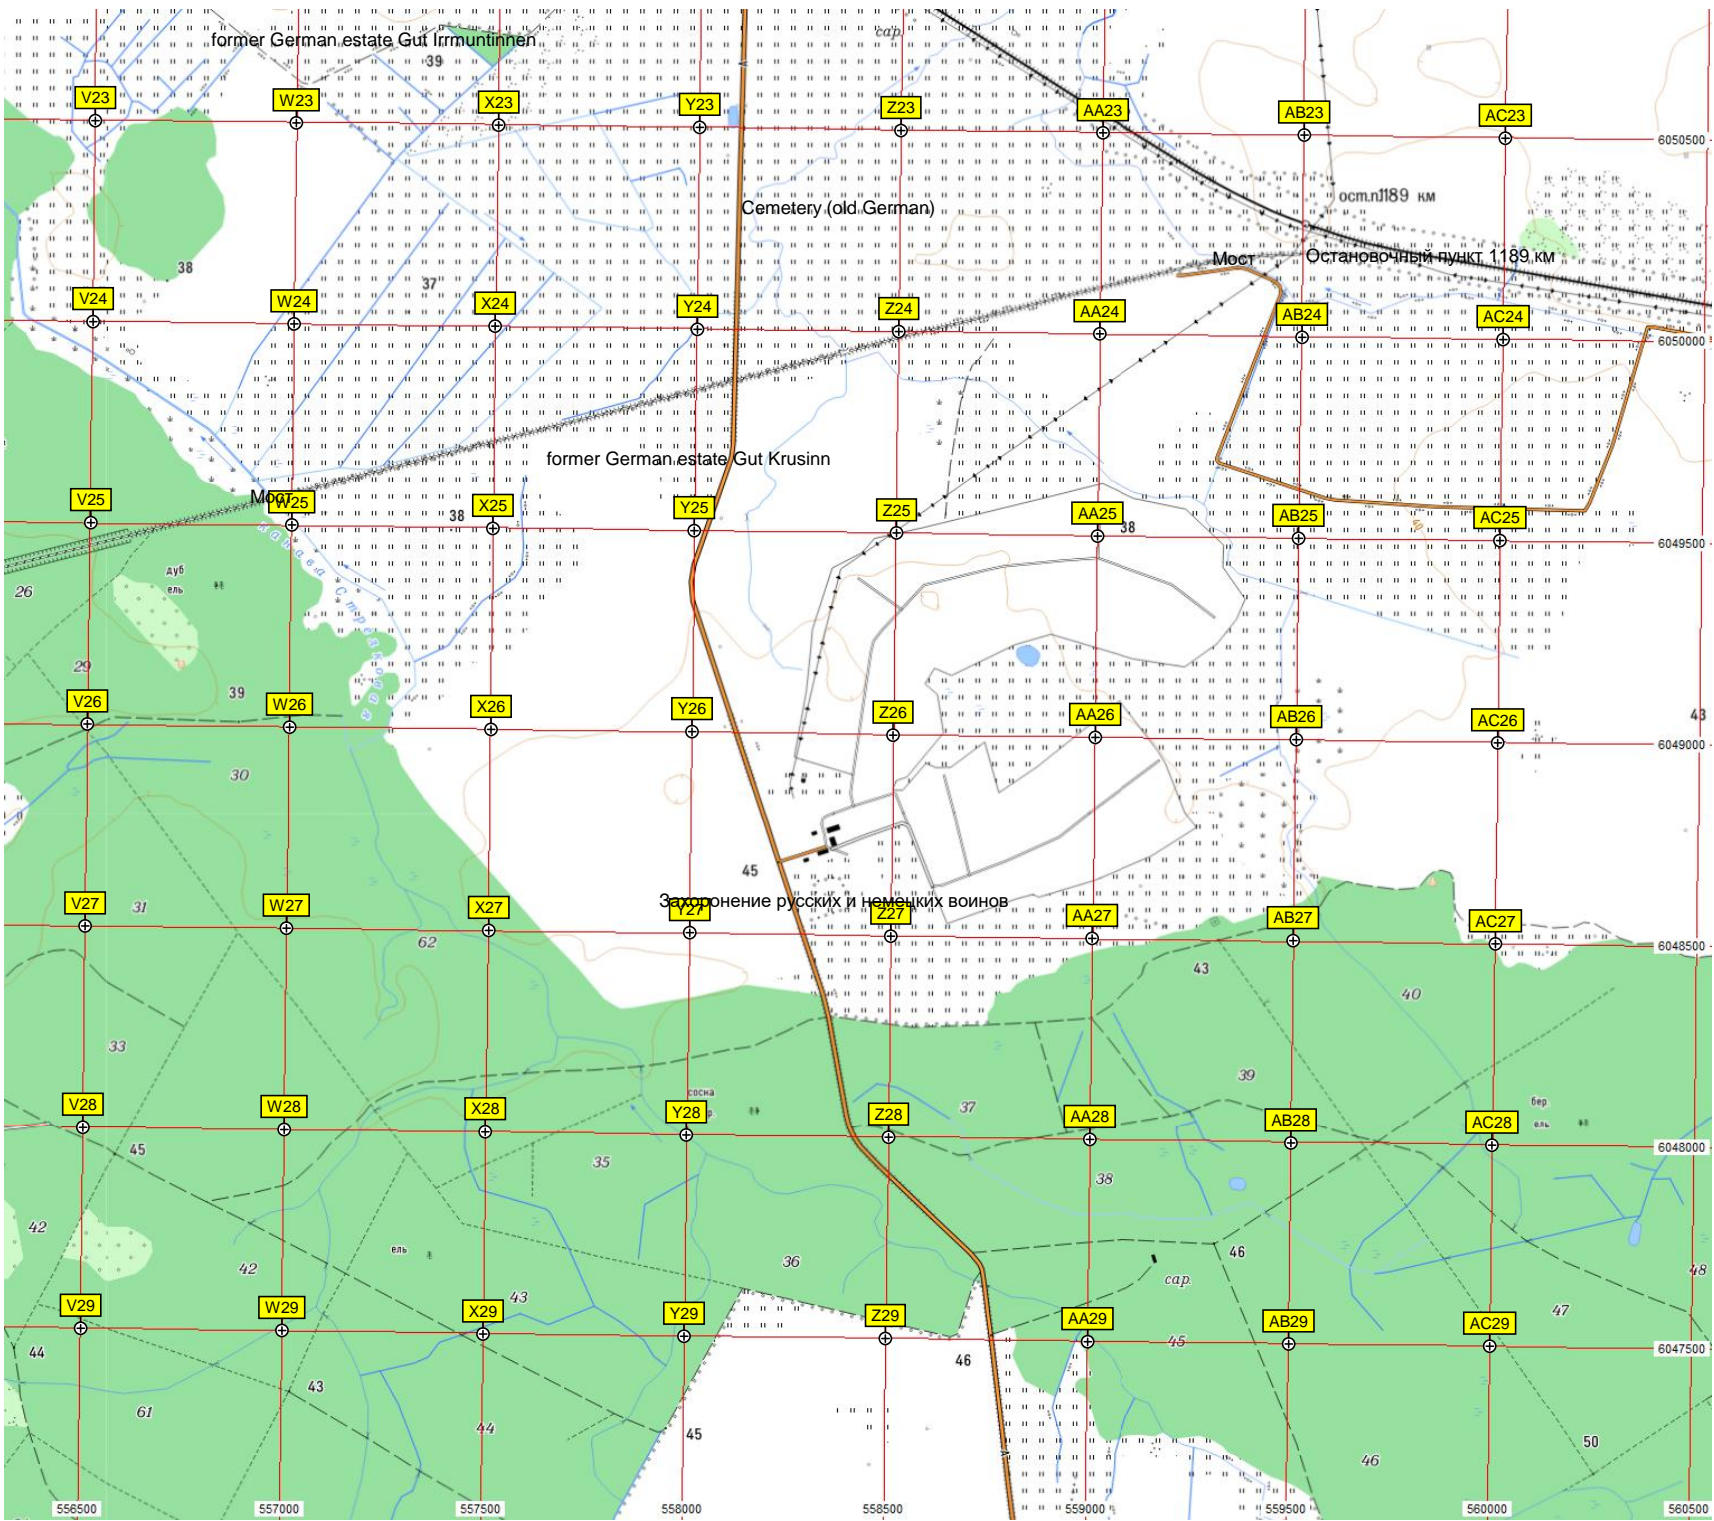 former German estate Gut Irrmuntinnen
сар.
39
V23
W23
X23
Y23
Z23
AA23
AB23
AC23
6050500
ост.п.1189 км
Cemetery (old German)
38
37
Мост
Остановочный пункт 1189 км
V24
W24
X24
Y24
Z24
AA24
AB24
AC24
6050000
former German estate Gut Krusinn
Мост
V25
W25
38
X25
Y25
Z25
AA25
38
AB25
40
AC25
6049500
канава Стрелковая
дуб
ель
26
29
39
V26
W26
X26
Y26
Z26
AA26
AB26
AC26
43
6049000
30
45
Захоронение русских и немецких воинов
31
V27
W27
X27
Y27
Z27
AA27
AB27
AC27
62
6048500
43
40
33
39
сосна
р.
37
бер.
ель
V28
W28
X28
Y28
Z28
AA28
AB28
AC28
6048000
45
35
38
42
ель
36
46
42
сар.
48
43
47
V29
W29
X29
Y29
Z29
AA29
AB29
AC29
45
6047500
44
46
43
61
44
45
50
46
556500
557000
557500
558000
558500
559000
559500
560000
560500